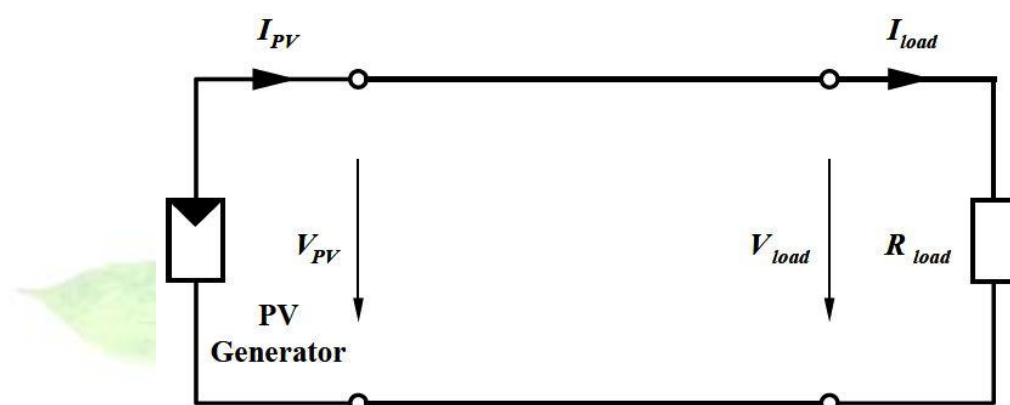 I_PV
I_load
V_PV
V_load
R_load
PV
Generator